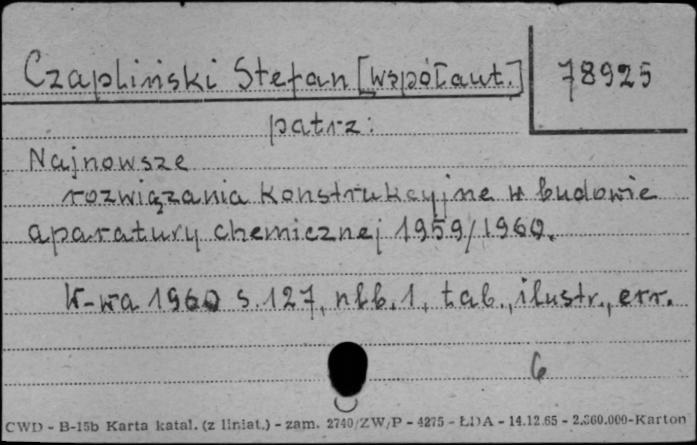 Czapliński Stefan [współaut.] 78925
patrz:
Najnowsze
rozwiązania konstrukcyjne w budowie
aparatury chemicznej 1959/1960.
W-wa 1960 s. 127, nlb. 1, tab., ilustr., err.
6
CWD - B-15b Karta katal. (z liniat.) - zam. 2740/ZW/P - 4275 - ŁDA - 14.12.65 - 2.360.000-Karton